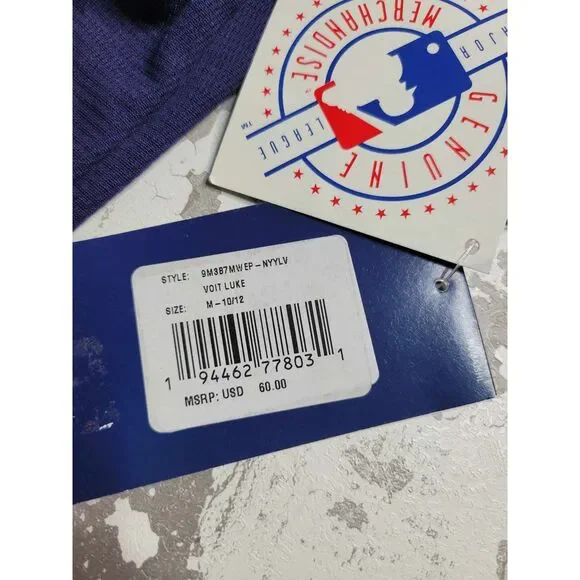 MAJOR LEAGUE
GENUINE
MERCHANDISE
TM
STYLE: 9M3B7MWEP-NYYLV
VOIT LUKE
SIZE: M-10/12
1 94462 77803 1
MSRP: USD 60.00